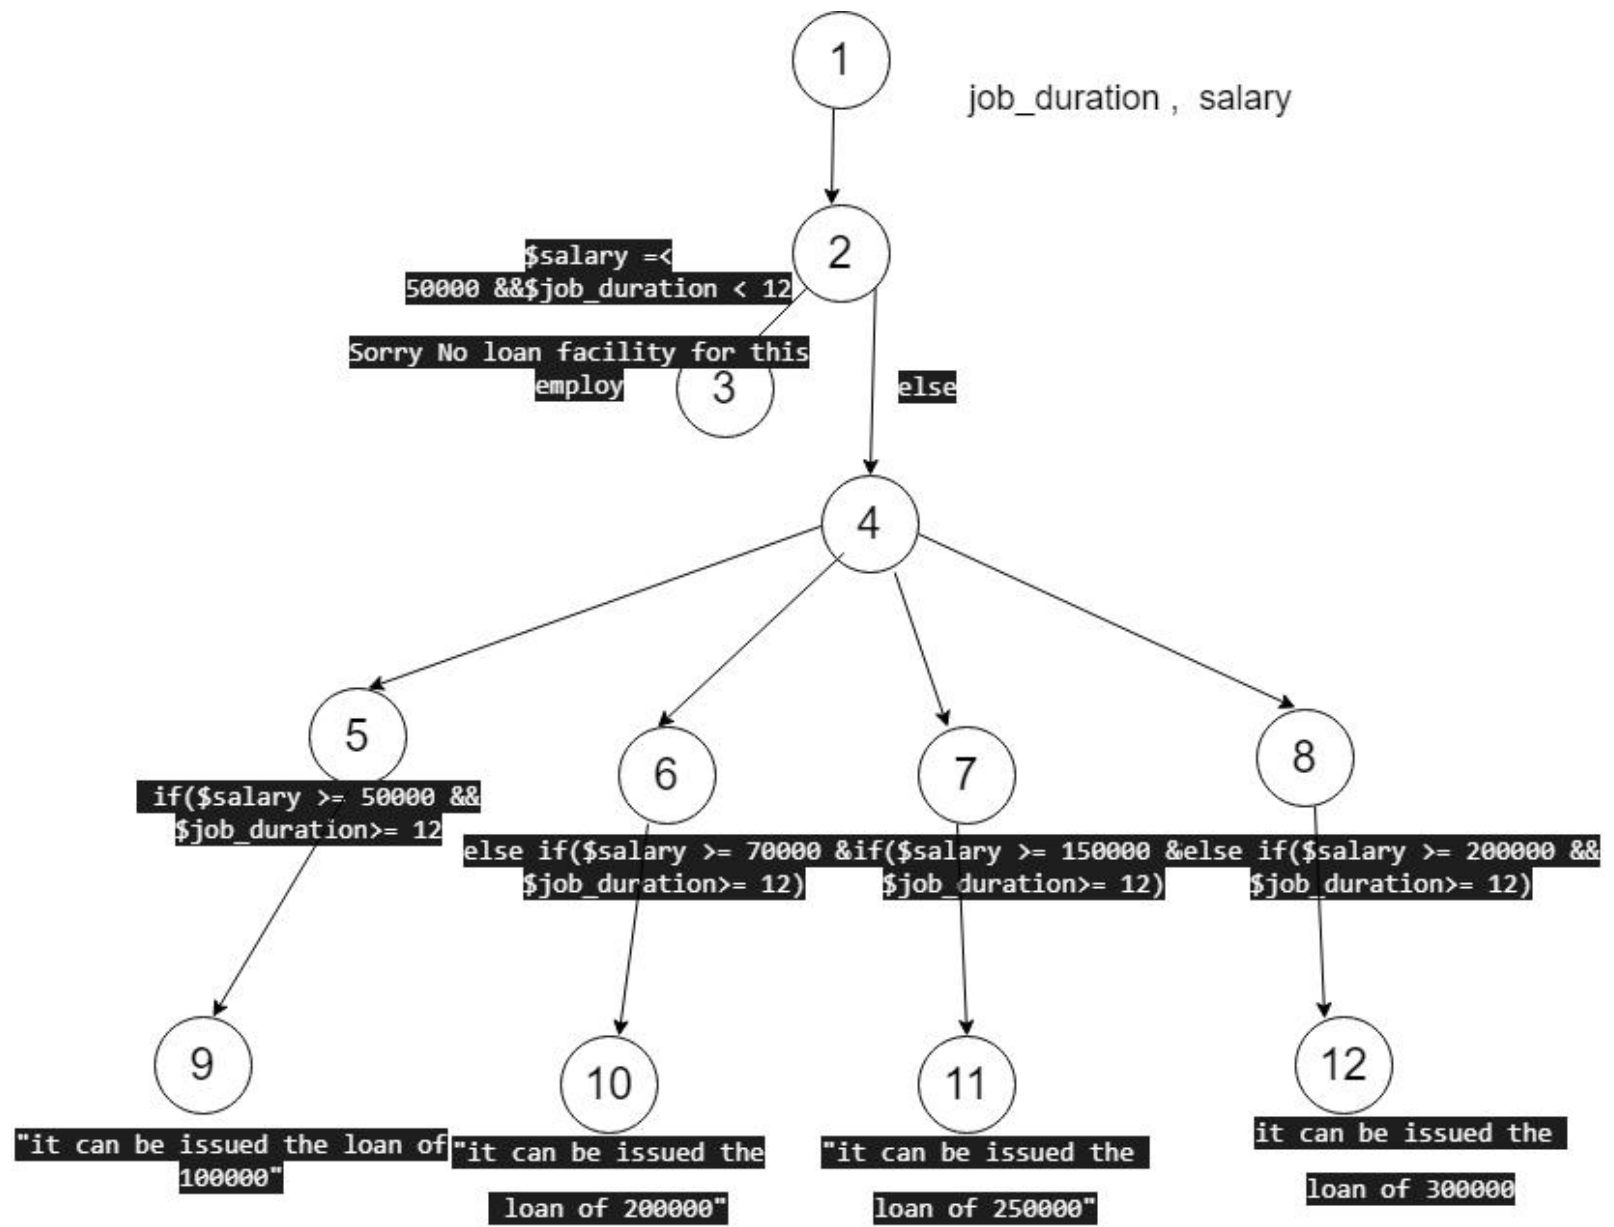 1
job_duration , salary
2
$salary =<
50000 &&$job_duration < 12
Sorry No loan facility for this
employ
3
else
4
5
if($salary >= 50000 &&
$job_duration>= 12
6
else if($salary >= 70000 &
$job_duration>= 12)
7
if($salary >= 150000 &
$job_duration>= 12)
8
else if($salary >= 200000 &&
$job_duration>= 12)
9
"it can be issued the loan of
100000"
10
"it can be issued the
loan of 200000"
11
"it can be issued the
loan of 250000"
12
it can be issued the
loan of 300000